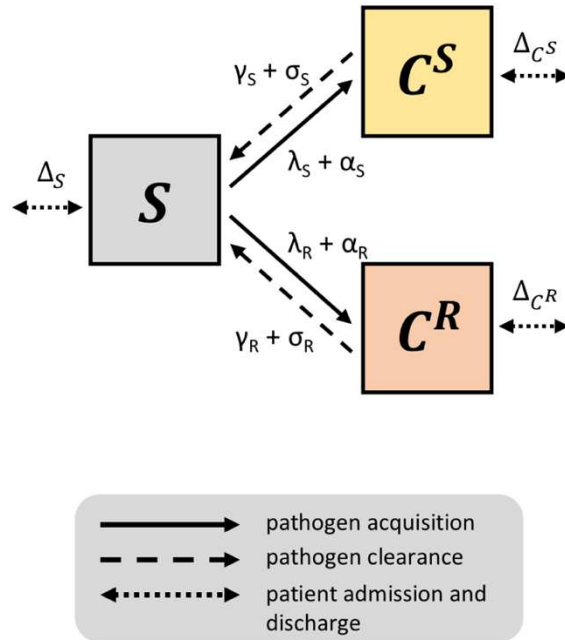 γS + σS
Cˢ
ΔCˢ
ΔS
S
λS + αS
λR + αR
Cᴿ
ΔCᴿ
γR + σR
pathogen acquisition
pathogen clearance
patient admission and
discharge